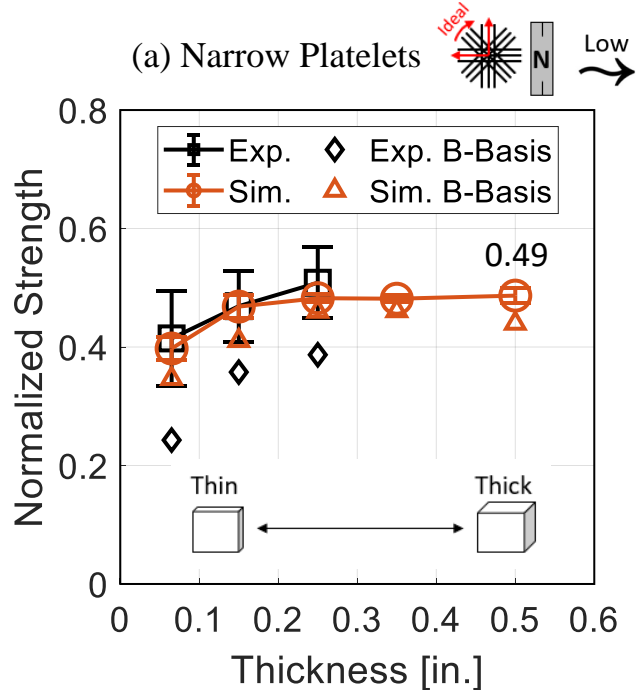 Ideal
(a) Narrow Platelets
N
Low
0.8
0.6
0.4
0.2
0
Normalized Strength
Exp.
Exp. B-Basis
Sim.
Sim. B-Basis
0.49
Thin
Thick
0
0.1
0.2
0.3
0.4
0.5
0.6
Thickness [in.]